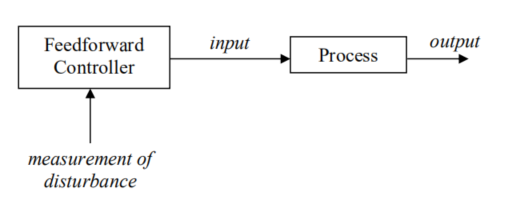 Feedforward
Controller
input
Process
output
measurement of
disturbance